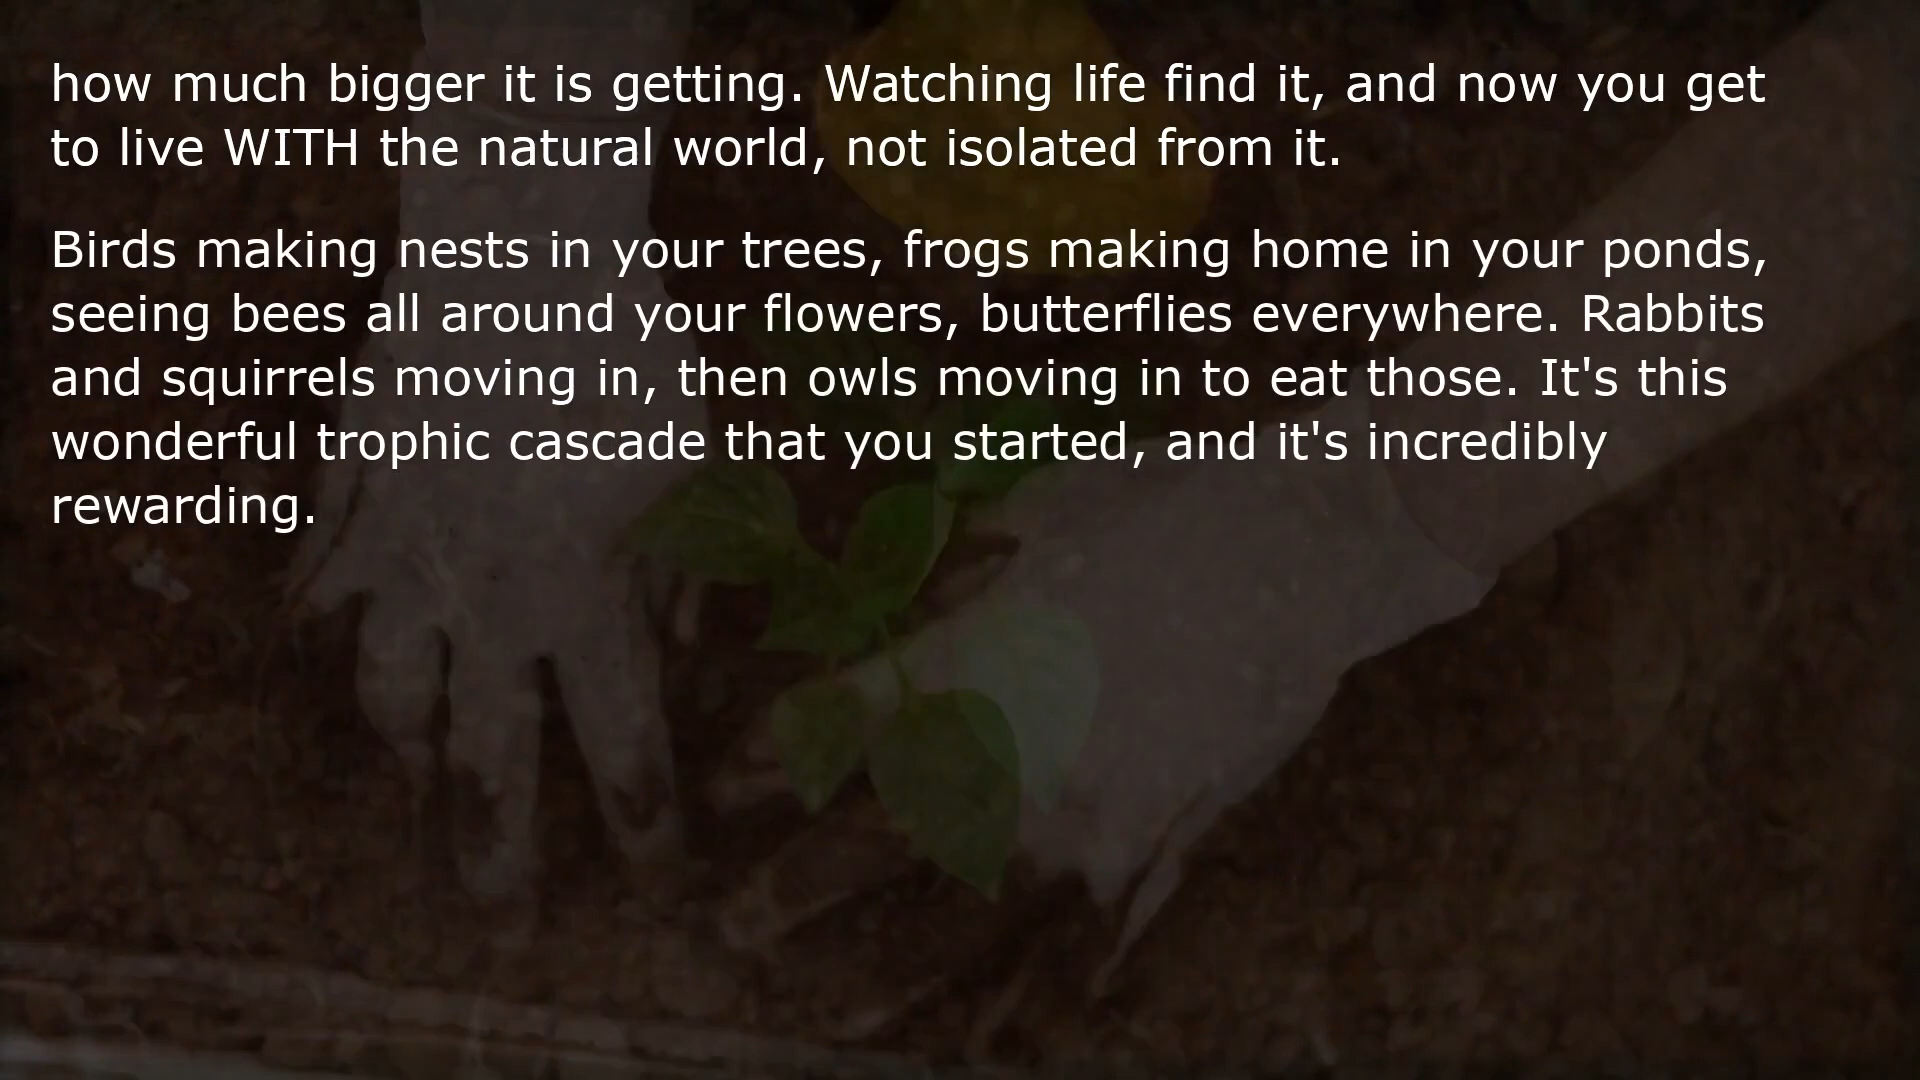 how much bigger it is getting. Watching life find it, and now you get
to live WITH the natural world, not isolated from it.
Birds making nests in your trees, frogs making home in your ponds,
seeing bees all around your flowers, butterflies everywhere. Rabbits
and squirrels moving in, then owls moving in to eat those. It's this
wonderful trophic cascade that you started, and it's incredibly
rewarding.